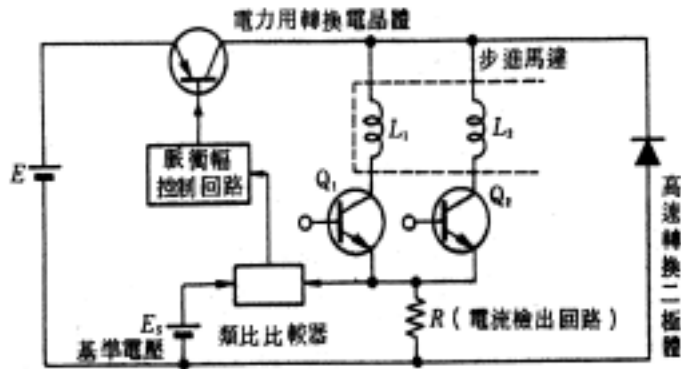 電力用轉換電晶體
步進馬達
L₁
L₂
E
脈衝幅
控制回路
Q₁
Q₂
高速轉換二極體
Eₛ
基準電壓
類比比較器
R（電流檢出回路）